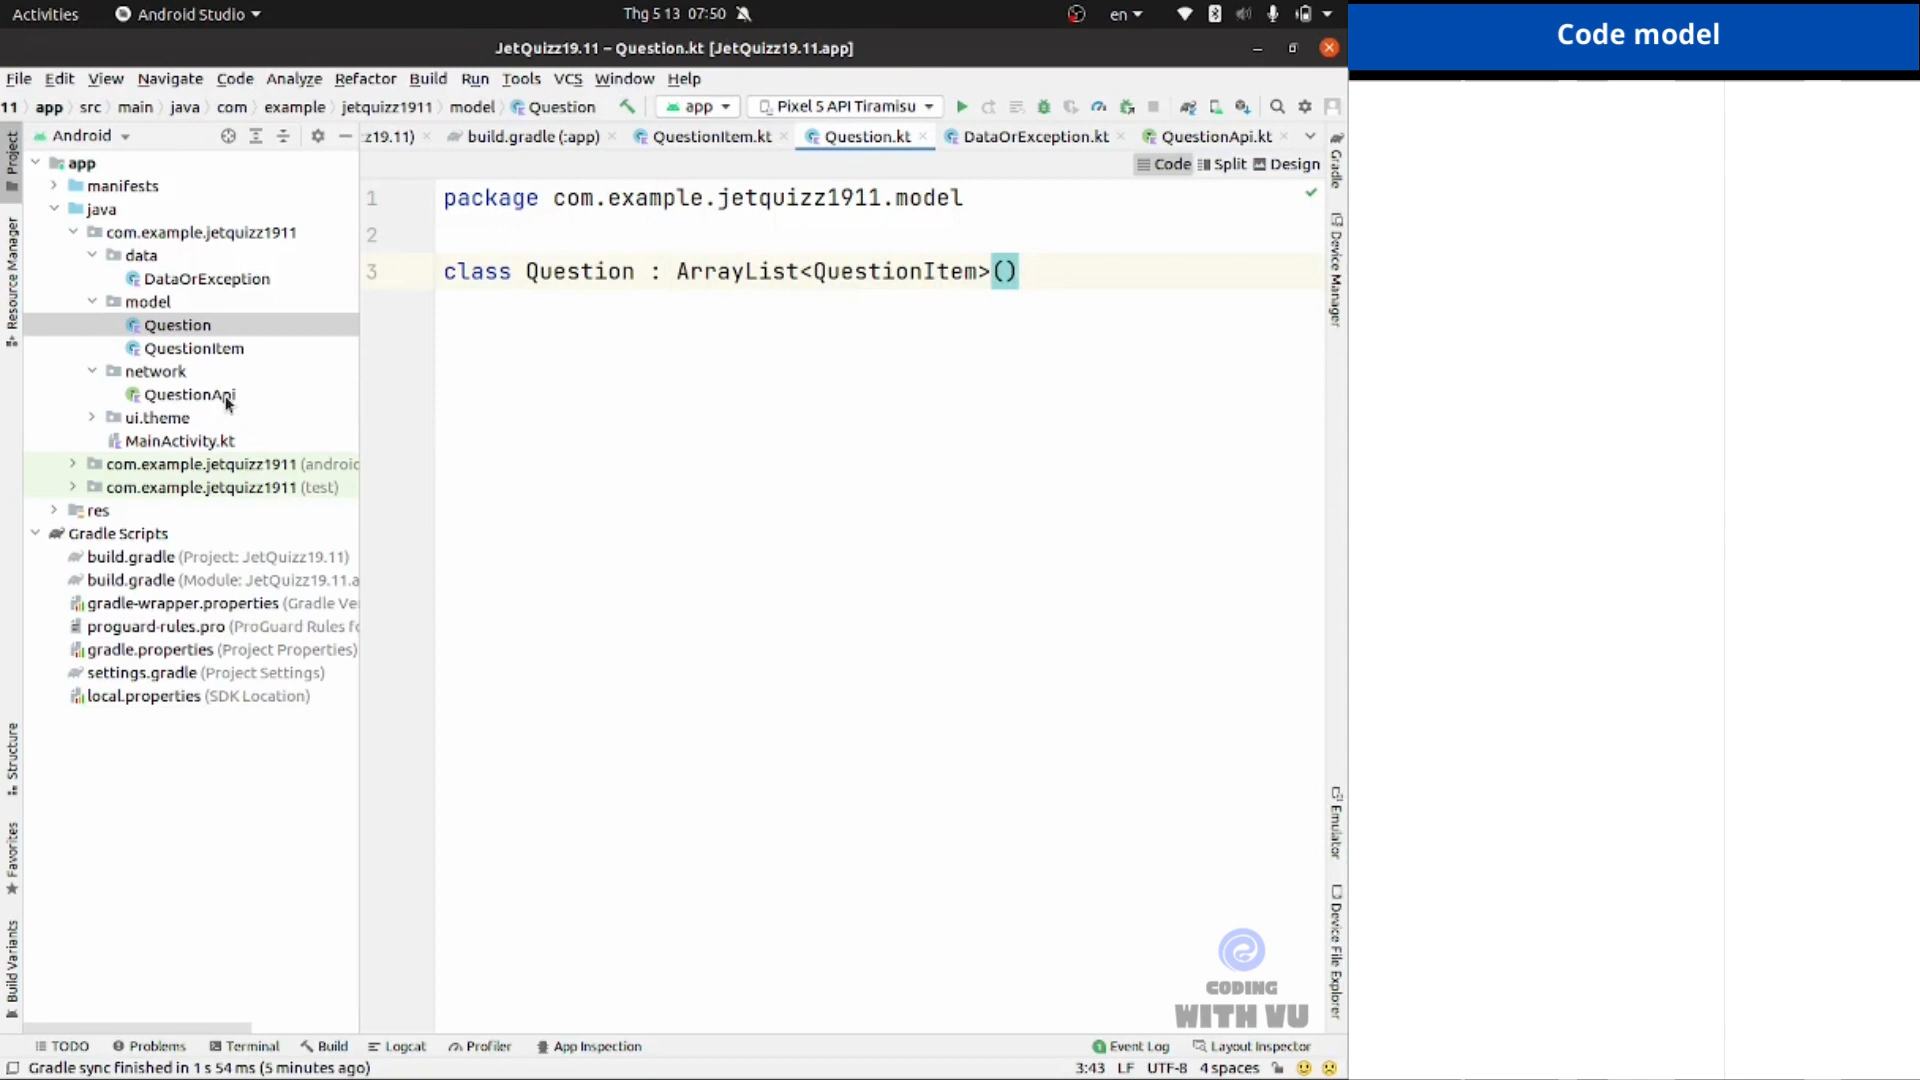 Activities Android Studio Thg 5 13 07:50 en
JetQuizz19.11 – Question.kt [JetQuizz19.11.app]
Code model
File Edit View Navigate Code Analyze Refactor Build Run Tools VCS Window Help
11 app src main java com example jetquizz1911 model Question app Pixel 5 API Tiramisu
Android
z19.11) build.gradle (:app) QuestionItem.kt Question.kt DataOrException.kt QuestionApi.kt
Code Split Design
Project
Resource Manager
Structure
Favorites
Build Variants
app
manifests
java
com.example.jetquizz1911
data
DataOrException
model
Question
QuestionItem
network
QuestionApi
ui.theme
MainActivity.kt
com.example.jetquizz1911 (androic
com.example.jetquizz1911 (test)
res
Gradle Scripts
build.gradle (Project: JetQuizz19.11)
build.gradle (Module: JetQuizz19.11.a
gradle-wrapper.properties (Gradle Ve
proguard-rules.pro (ProGuard Rules fo
gradle.properties (Project Properties)
settings.gradle (Project Settings)
local.properties (SDK Location)
1 package com.example.jetquizz1911.model
2
3 class Question : ArrayList<QuestionItem>()
Gradle
Device Manager
Emulator
Device File Explorer
CODING
WITH VU
TODO Problems Terminal Build Logcat Profiler App Inspection Event Log Layout Inspector
Gradle sync finished in 1 s 54 ms (5 minutes ago) 3:43 LF UTF-8 4 spaces